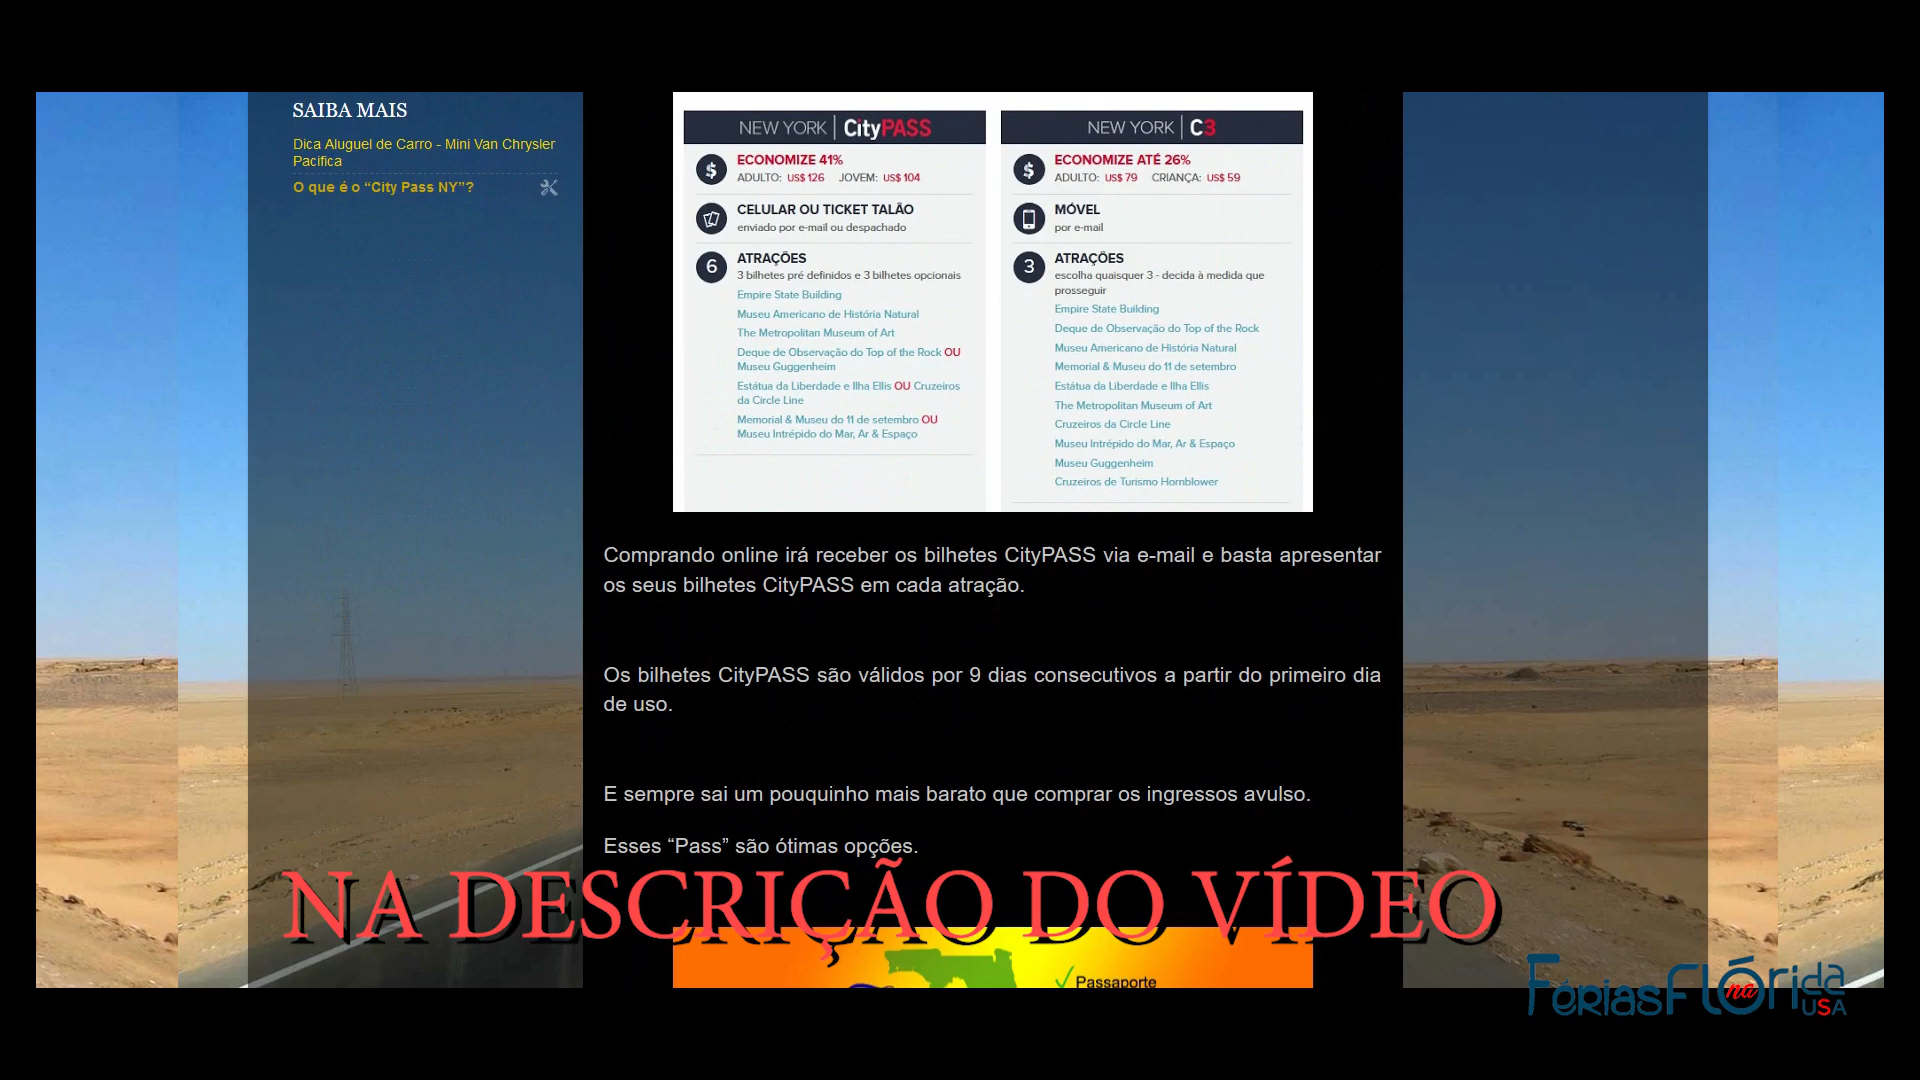 SAIBA MAIS
Dica Aluguel de Carro - Mini Van Chrysler
Pacifica
O que é o “City Pass NY”?
NEW YORK | CityPASS
$
ECONOMIZE 41%
ADULTO: US$ 126 JOVEM: US$ 104
CELULAR OU TICKET TALÃO
enviado por e-mail ou despachado
6
ATRAÇÕES
3 bilhetes pré definidos e 3 bilhetes opcionais
Empire State Building
Museu Americano de História Natural
The Metropolitan Museum of Art
Deque de Observação do Top of the Rock OU
Museu Guggenheim
Estátua da Liberdade e Ilha Ellis OU Cruzeiros
da Circle Line
Memorial & Museu do 11 de setembro OU
Museu Intrépido do Mar, Ar & Espaço
NEW YORK | C3
$
ECONOMIZE ATÉ 26%
ADULTO: US$ 79 CRIANÇA: US$ 59
MÓVEL
por e-mail
3
ATRAÇÕES
escolha quaisquer 3 - decida à medida que
prosseguir
Empire State Building
Deque de Observação do Top of the Rock
Museu Americano de História Natural
Memorial & Museu do 11 de setembro
Estátua da Liberdade e Ilha Ellis
The Metropolitan Museum of Art
Cruzeiros da Circle Line
Museu Intrépido do Mar, Ar & Espaço
Museu Guggenheim
Cruzeiros de Turismo Hornblower
Comprando online irá receber os bilhetes CityPASS via e-mail e basta apresentar
os seus bilhetes CityPASS em cada atração.
Os bilhetes CityPASS são válidos por 9 dias consecutivos a partir do primeiro dia
de uso.
E sempre sai um pouquinho mais barato que comprar os ingressos avulso.
Esses “Pass” são ótimas opções.
NA DESCRIÇÃO DO VÍDEO
Passaporte
Férias na Flórida
USA